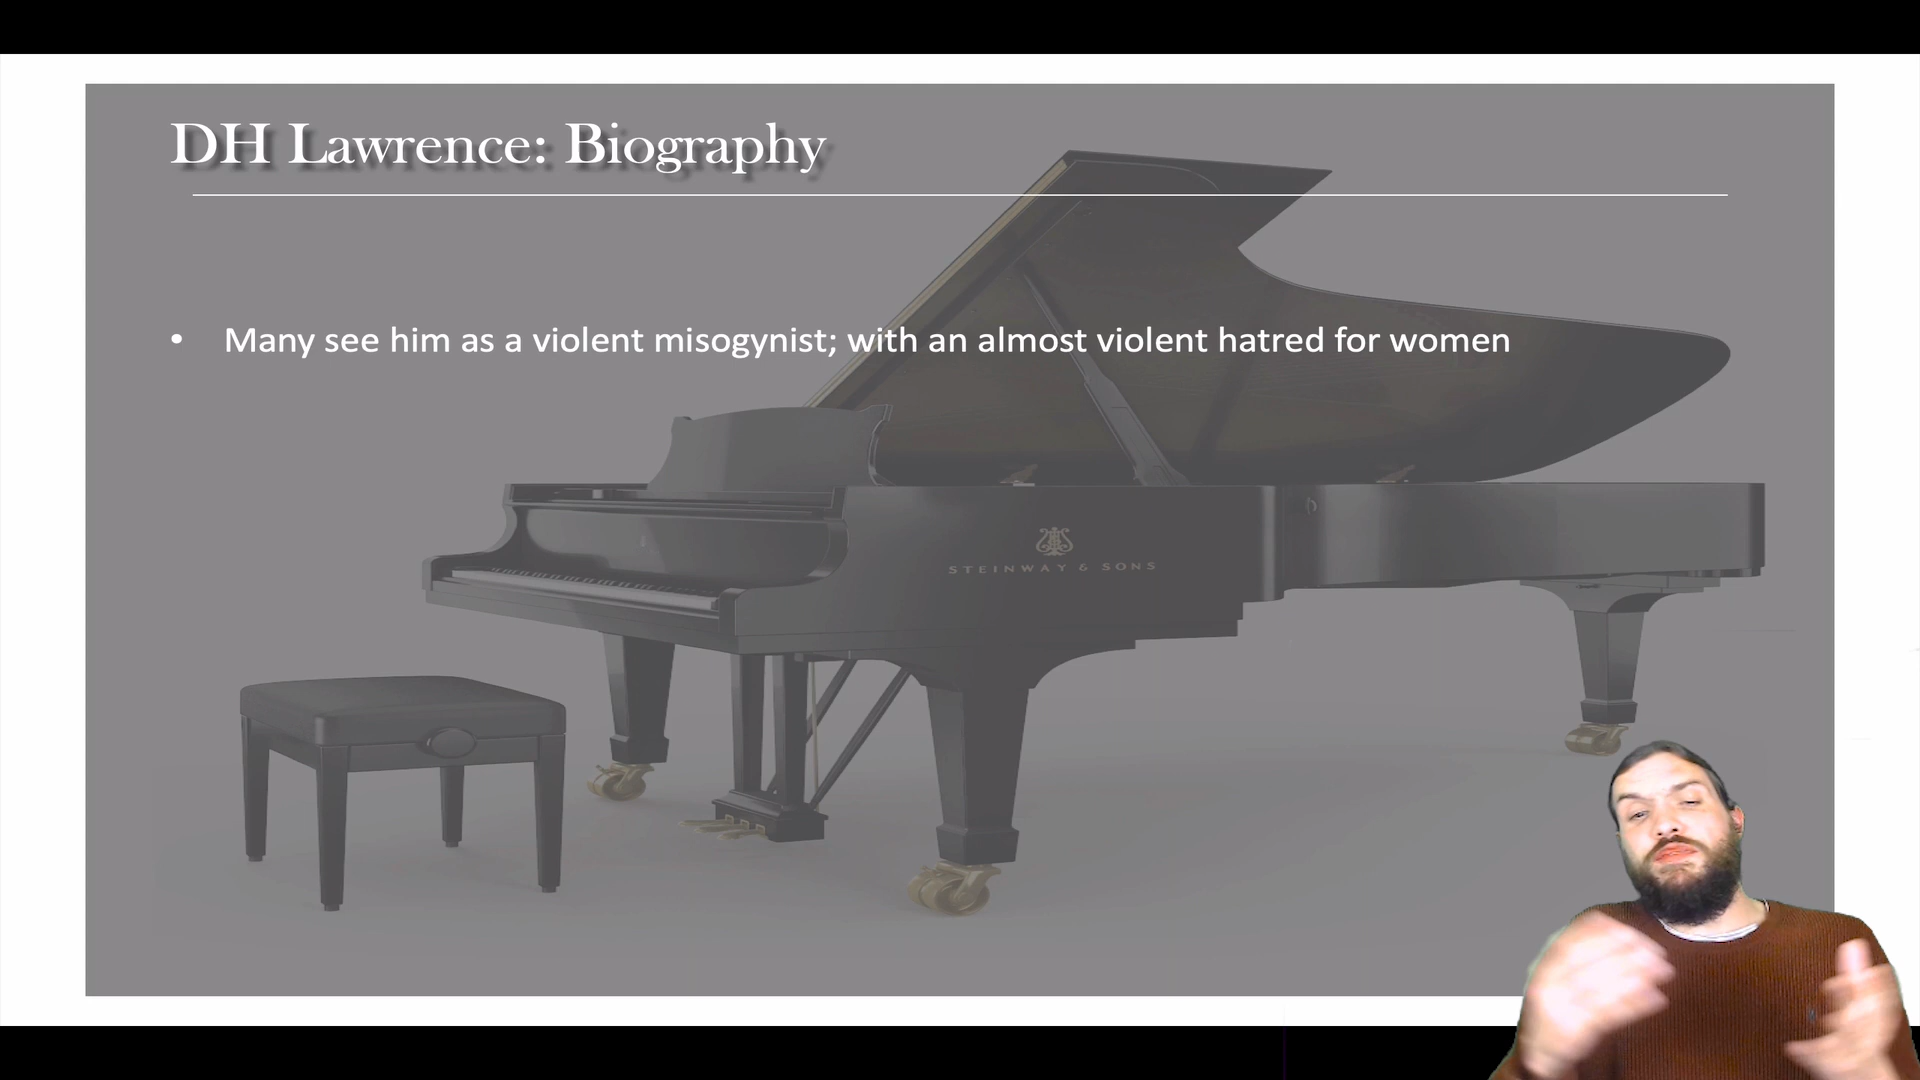 DH Lawrence: Biography
• Many see him as a violent misogynist; with an almost violent hatred for women
STEINWAY & SONS